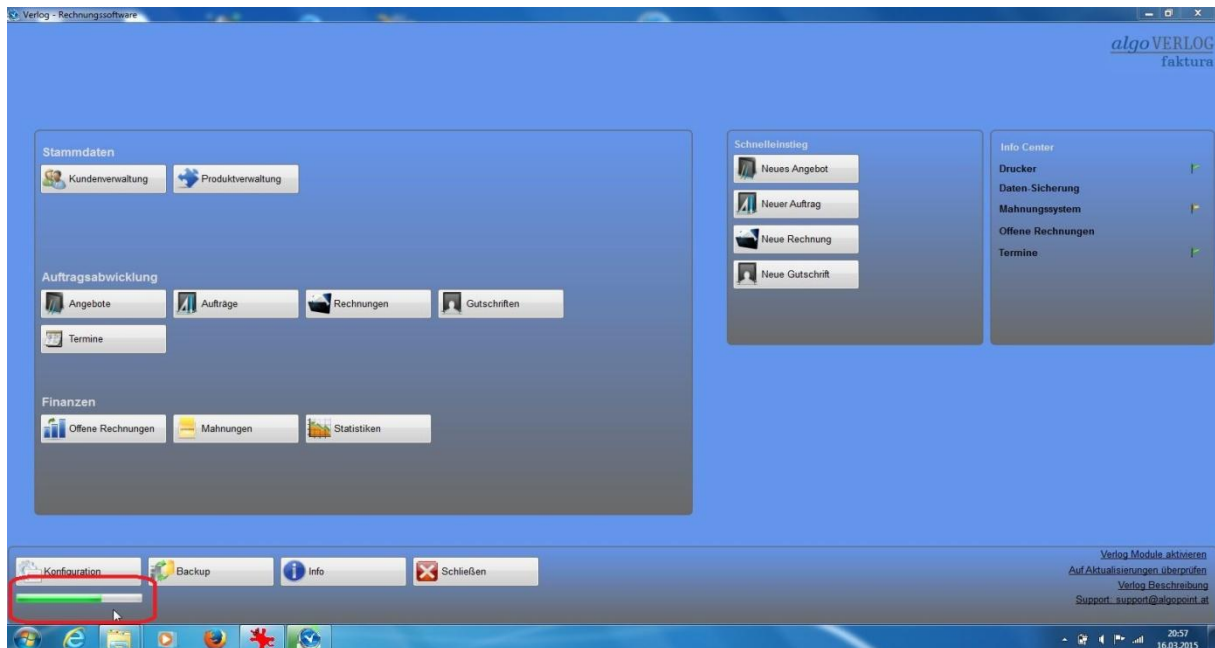 Verlog - Rechnungssoftware
algoVERLOG
faktura
Stammdaten
Kundenverwaltung
Produktverwaltung
Auftragsabwicklung
Angebote
Aufträge
Rechnungen
Gutschriften
Termine
Finanzen
Offene Rechnungen
Mahnungen
Statistiken
Schnelleinstieg
Neues Angebot
Neuer Auftrag
Neue Rechnung
Neue Gutschrift
Info Center
Drucker
Daten-Sicherung
Mahnungssystem
Offene Rechnungen
Termine
Konfiguration
Backup
Info
Schließen
Verlog Module aktivieren
Auf Aktualisierungen überprüfen
Verlog Beschreibung
Support: support@algopoint.at
20:57
16.03.2015